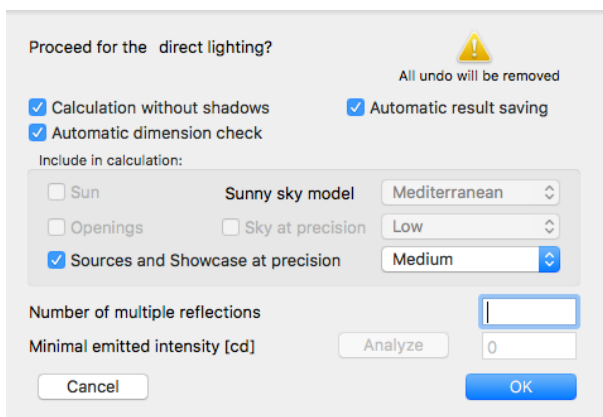 Proceed for the direct lighting?
All undo will be removed
Calculation without shadows
Automatic result saving
Automatic dimension check
Include in calculation:
Sun
Sunny sky model
Mediterranean
Openings
Sky at precision
Low
Sources and Showcase at precision
Medium
Number of multiple reflections
Minimal emitted intensity [cd]
Analyze
0
Cancel
OK